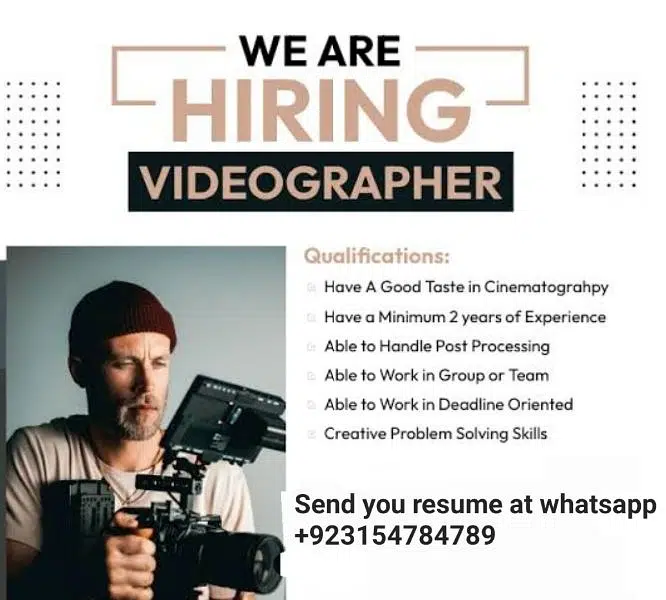 WE ARE
HIRING
VIDEOGRAPHER
Qualifications:
Have A Good Taste in Cinematograhpy
Have a Minimum 2 years of Experience
Able to Handle Post Processing
Able to Work in Group or Team
Able to Work in Deadline Oriented
Creative Problem Solving Skills
Send you resume at whatsapp
+923154784789